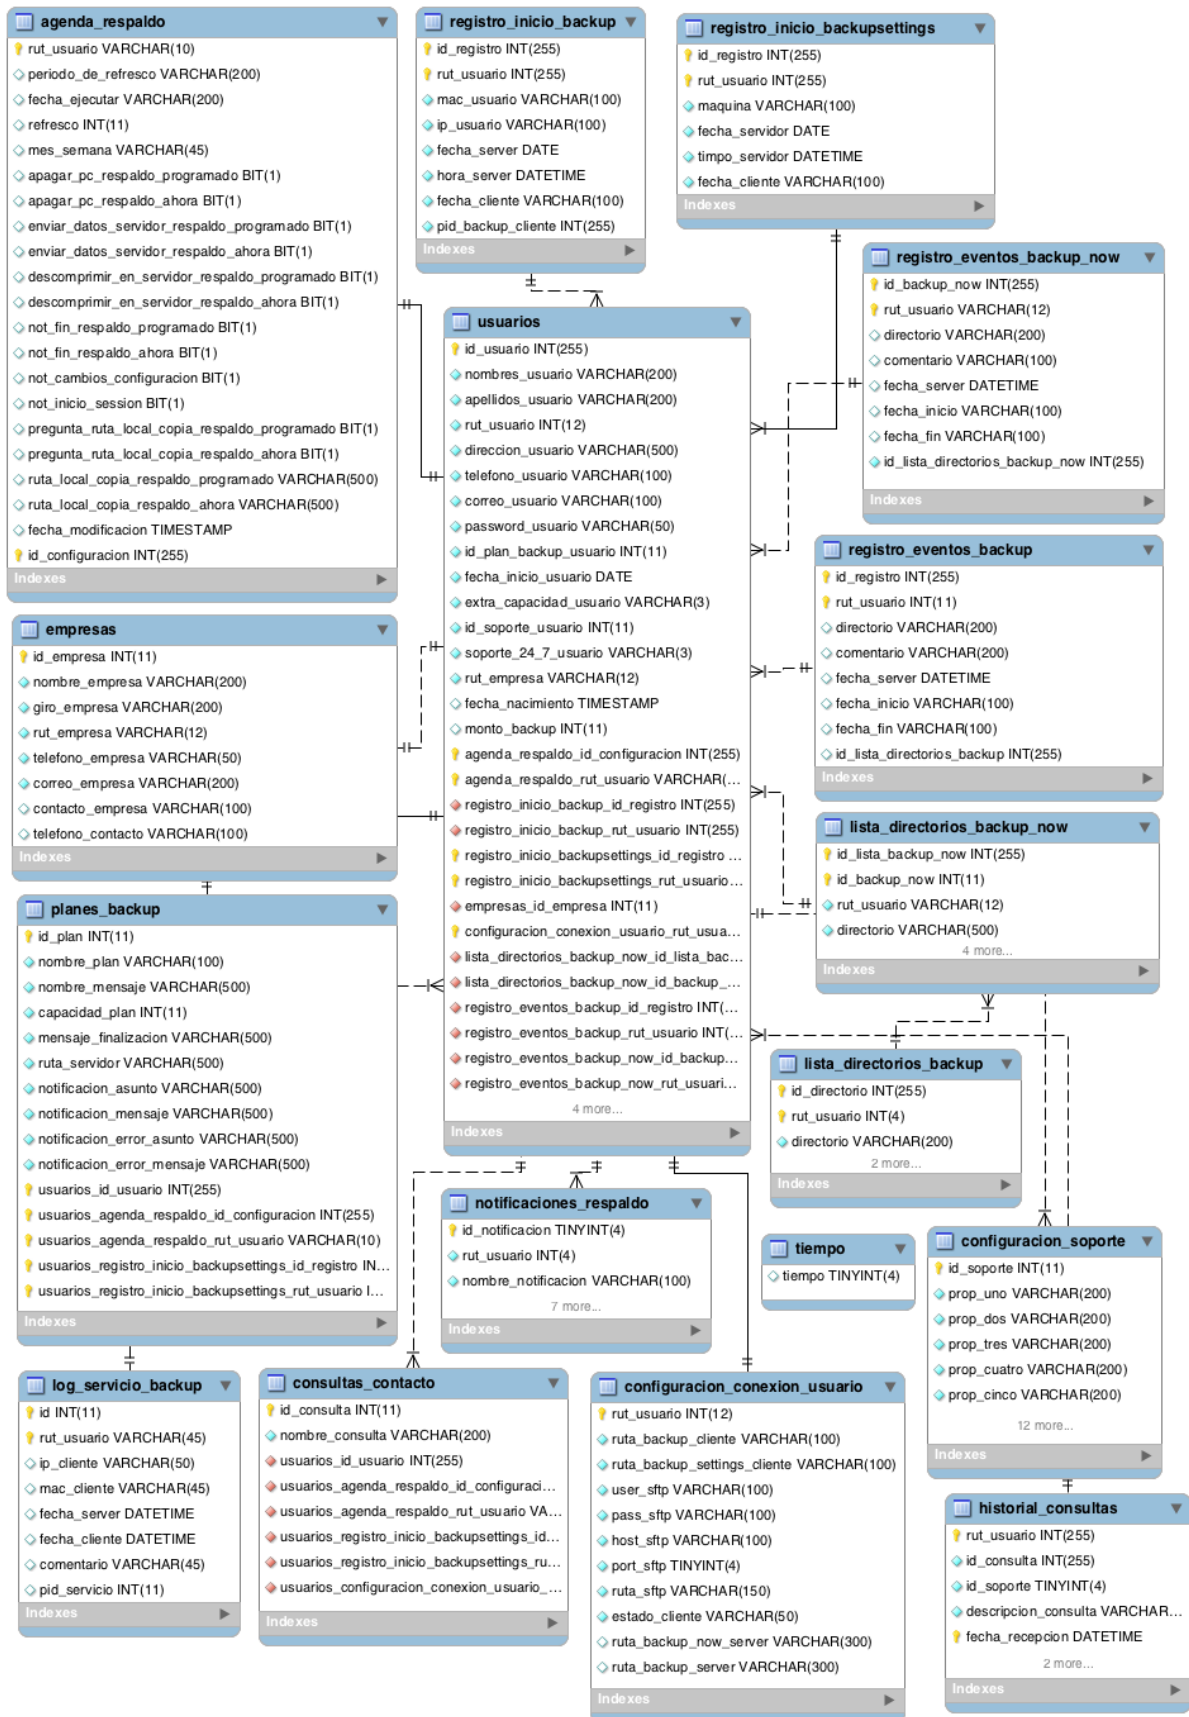 agenda_respaldo
rut_usuario VARCHAR(10)
periodo_de_refresco VARCHAR(200)
fecha_ejecutar VARCHAR(200)
refresco INT(11)
mes_semana VARCHAR(45)
apagar_pc_respaldo_programado BIT(1)
apagar_pc_respaldo_ahora BIT(1)
enviar_datos_servidor_respaldo_programado BIT(1)
enviar_datos_servidor_respaldo_ahora BIT(1)
descomprimir_en_servidor_respaldo_programado BIT(1)
descomprimir_en_servidor_respaldo_ahora BIT(1)
not_fin_respaldo_programado BIT(1)
not_fin_respaldo_ahora BIT(1)
not_cambios_configuracion BIT(1)
not_inicio_session BIT(1)
pregunta_ruta_local_copia_respaldo_programado BIT(1)
pregunta_ruta_local_copia_respaldo_ahora BIT(1)
ruta_local_copia_respaldo_programado VARCHAR(500)
ruta_local_copia_respaldo_ahora VARCHAR(500)
fecha_modificacion TIMESTAMP
id_configuracion INT(255)
Indexes
registro_inicio_backup
id_registro INT(255)
rut_usuario INT(255)
mac_usuario VARCHAR(100)
ip_usuario VARCHAR(100)
fecha_server DATE
hora_server DATETIME
fecha_cliente VARCHAR(100)
pid_backup_cliente INT(255)
Indexes
registro_inicio_backupsettings
id_registro INT(255)
rut_usuario INT(255)
maquina VARCHAR(100)
fecha_servidor DATE
timpo_servidor DATETIME
fecha_cliente VARCHAR(100)
Indexes
registro_eventos_backup_now
id_backup_now INT(255)
rut_usuario VARCHAR(12)
directorio VARCHAR(200)
comentario VARCHAR(100)
fecha_server DATETIME
fecha_inicio VARCHAR(100)
fecha_fin VARCHAR(100)
id_lista_directorios_backup_now INT(255)
Indexes
usuarios
id_usuario INT(255)
nombres_usuario VARCHAR(200)
apellidos_usuario VARCHAR(200)
rut_usuario INT(12)
direccion_usuario VARCHAR(500)
telefono_usuario VARCHAR(100)
correo_usuario VARCHAR(100)
password_usuario VARCHAR(50)
id_plan_backup_usuario INT(11)
fecha_inicio_usuario DATE
extra_capacidad_usuario VARCHAR(3)
id_soporte_usuario INT(11)
soporte_24_7_usuario VARCHAR(3)
rut_empresa VARCHAR(12)
fecha_nacimiento TIMESTAMP
monto_backup INT(11)
agenda_respaldo_id_configuracion INT(255)
agenda_respaldo_rut_usuario VARCHAR(...
registro_inicio_backup_id_registro INT(255)
registro_inicio_backup_rut_usuario INT(255)
registro_inicio_backupsettings_id_registro ...
registro_inicio_backupsettings_rut_usuario...
empresas_id_empresa INT(11)
configuracion_conexion_usuario_rut_usua...
lista_directorios_backup_now_id_lista_bac...
lista_directorios_backup_now_id_backup_...
registro_eventos_backup_id_registro INT(...
registro_eventos_backup_rut_usuario INT(...
registro_eventos_backup_now_id_backup...
registro_eventos_backup_now_rut_usuari...
4 more...
Indexes
registro_eventos_backup
id_registro INT(255)
rut_usuario INT(11)
directorio VARCHAR(200)
comentario VARCHAR(200)
fecha_server DATETIME
fecha_inicio VARCHAR(100)
fecha_fin VARCHAR(100)
id_lista_directorios_backup INT(255)
Indexes
empresas
id_empresa INT(11)
nombre_empresa VARCHAR(200)
giro_empresa VARCHAR(200)
rut_empresa VARCHAR(12)
telefono_empresa VARCHAR(50)
correo_empresa VARCHAR(200)
contacto_empresa VARCHAR(100)
telefono_contacto VARCHAR(100)
Indexes
lista_directorios_backup_now
id_lista_backup_now INT(255)
id_backup_now INT(11)
rut_usuario VARCHAR(12)
directorio VARCHAR(500)
4 more...
Indexes
planes_backup
id_plan INT(11)
nombre_plan VARCHAR(100)
nombre_mensaje VARCHAR(500)
capacidad_plan INT(11)
mensaje_finalizacion VARCHAR(500)
ruta_servidor VARCHAR(500)
notificacion_asunto VARCHAR(500)
notificacion_mensaje VARCHAR(500)
notificacion_error_asunto VARCHAR(500)
notificacion_error_mensaje VARCHAR(500)
usuarios_id_usuario INT(255)
usuarios_agenda_respaldo_id_configuracion INT(255)
usuarios_agenda_respaldo_rut_usuario VARCHAR(10)
usuarios_registro_inicio_backupsettings_id_registro IN...
usuarios_registro_inicio_backupsettings_rut_usuario I...
Indexes
lista_directorios_backup
id_directorio INT(255)
rut_usuario INT(4)
directorio VARCHAR(200)
2 more...
Indexes
notificaciones_respaldo
id_notificacion TINYINT(4)
rut_usuario INT(4)
nombre_notificacion VARCHAR(100)
7 more...
Indexes
tiempo
tiempo TINYINT(4)
configuracion_soporte
id_soporte INT(11)
prop_uno VARCHAR(200)
prop_dos VARCHAR(200)
prop_tres VARCHAR(200)
prop_cuatro VARCHAR(200)
prop_cinco VARCHAR(200)
12 more...
Indexes
log_servicio_backup
id INT(11)
rut_usuario VARCHAR(45)
ip_cliente VARCHAR(50)
mac_cliente VARCHAR(45)
fecha_server DATETIME
fecha_cliente DATETIME
comentario VARCHAR(45)
pid_servicio INT(11)
Indexes
consultas_contacto
id_consulta INT(11)
nombre_consulta VARCHAR(200)
usuarios_id_usuario INT(255)
usuarios_agenda_respaldo_id_configuraci...
usuarios_agenda_respaldo_rut_usuario VA...
usuarios_registro_inicio_backupsettings_id...
usuarios_registro_inicio_backupsettings_ru...
usuarios_configuracion_conexion_usuario_...
Indexes
configuracion_conexion_usuario
rut_usuario INT(12)
ruta_backup_cliente VARCHAR(100)
ruta_backup_settings_cliente VARCHAR(100)
user_sftp VARCHAR(100)
pass_sftp VARCHAR(100)
host_sftp VARCHAR(100)
port_sftp TINYINT(4)
ruta_sftp VARCHAR(150)
estado_cliente VARCHAR(50)
ruta_backup_now_server VARCHAR(300)
ruta_backup_server VARCHAR(300)
Indexes
historial_consultas
rut_usuario INT(255)
id_consulta INT(255)
id_soporte TINYINT(4)
descripcion_consulta VARCHAR...
fecha_recepcion DATETIME
2 more...
Indexes